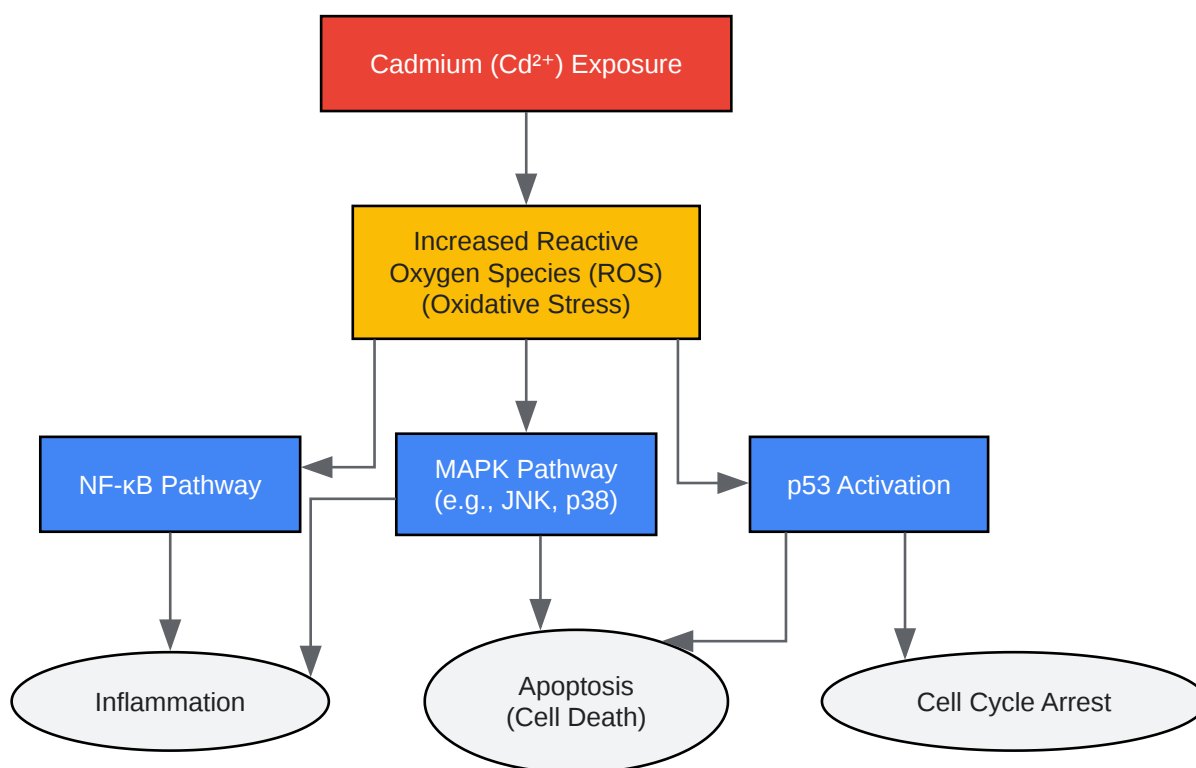 Cadmium (Cd²⁺) Exposure
Increased Reactive
Oxygen Species (ROS)
(Oxidative Stress)
NF-κB Pathway
MAPK Pathway
(e.g., JNK, p38)
p53 Activation
Inflammation
Apoptosis
(Cell Death)
Cell Cycle Arrest